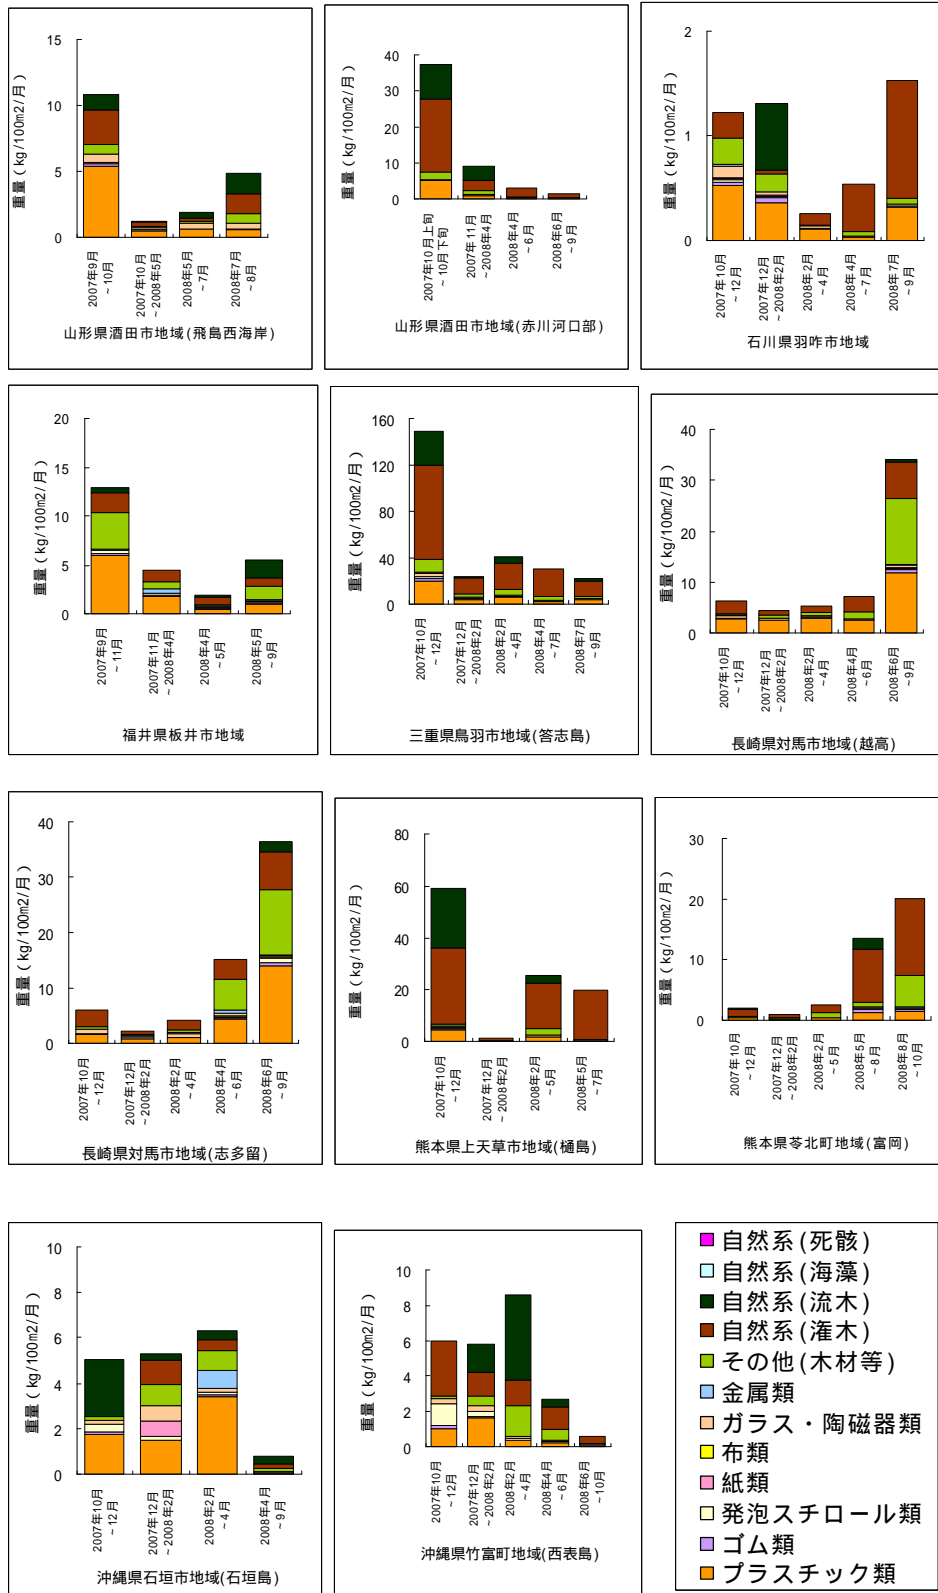 重量（kg/100m2/月）
15
10
5
0
2007年9月
～10月
2007年10月
～2008年5月
2008年5月
～7月
2008年7月
～8月
山形県酒田市地域(飛島西海岸)
重量（kg/100m2/月）
40
30
20
10
0
2007年10月上旬
～10月下旬
2007年11月
～2008年4月
2008年4月
～6月
2008年6月
～9月
山形県酒田市地域(赤川河口部)
重量（kg/100m2/月）
2
1
0
2007年10月
～12月
2007年12月
～2008年2月
2008年2月
～4月
2008年4月
～7月
2008年7月
～9月
石川県羽咋市地域
重量（kg/100m2/月）
20
15
10
5
0
2007年9月
～11月
2007年11月
～2008年4月
2008年4月
～5月
2008年5月
～9月
福井県板井市地域
重量（kg/100m2/月）
160
120
80
40
0
2007年10月
～12月
2007年12月
～2008年2月
2008年2月
～4月
2008年4月
～7月
2008年7月
～9月
三重県鳥羽市地域(答志島)
重量（kg/100m2/月）
40
30
20
10
0
2007年10月
～12月
2007年12月
～2008年2月
2008年2月
～4月
2008年4月
～6月
2008年6月
～9月
長崎県対馬市地域(越高)
重量（kg/100m2/月）
40
30
20
10
0
2007年10月
～12月
2007年12月
～2008年2月
2008年2月
～4月
2008年4月
～6月
2008年6月
～9月
長崎県対馬市地域(志多留)
重量（kg/100m2/月）
80
60
40
20
0
2007年10月
～12月
2007年12月
～2008年2月
2008年2月
～5月
2008年5月
～7月
熊本県上天草市地域(樋島)
重量（kg/100m2/月）
30
20
10
0
2007年10月
～12月
2007年12月
～2008年2月
2008年2月
～5月
2008年5月
～8月
2008年8月
～10月
熊本県苓北町地域(富岡)
重量（kg/100m2/月）
10
8
6
4
2
0
2007年10月
～12月
2007年12月
～2008年2月
2008年2月
～4月
2008年4月
～9月
沖縄県石垣市地域(石垣島)
重量（kg/100m2/月）
10
8
6
4
2
0
2007年10月
～12月
2007年12月
～2008年2月
2008年2月
～4月
2008年4月
～6月
2008年6月
～10月
沖縄県竹富町地域(西表島)
自然系(死骸)
自然系(海藻)
自然系(流木)
自然系(潅木)
その他(木材等)
金属類
ガラス・陶磁器類
布類
紙類
発泡スチロール類
ゴム類
プラスチック類